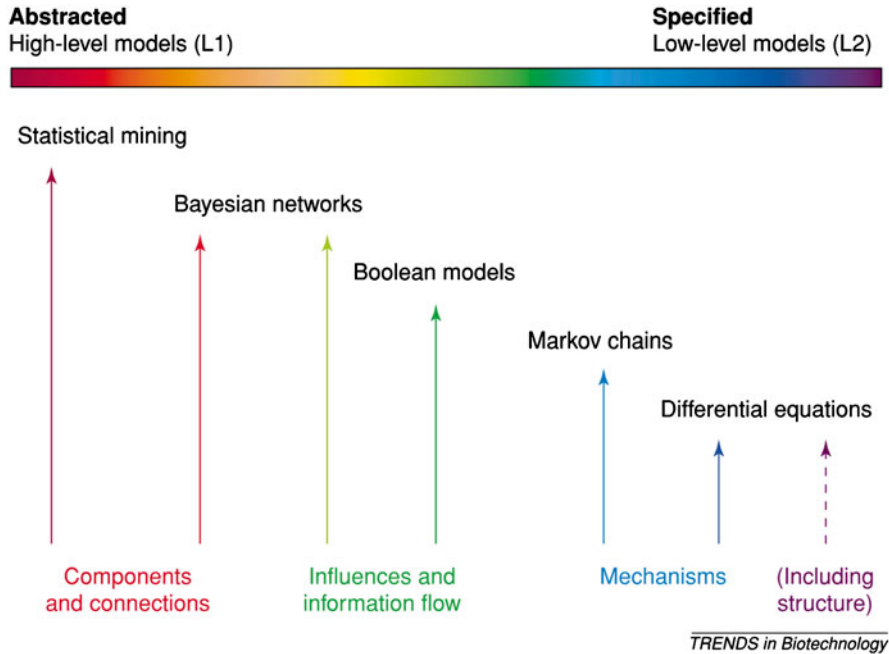 Abstracted
High-level models (L1)
Specified
Low-level models (L2)
Statistical mining
Bayesian networks
Boolean models
Markov chains
Differential equations
Components
and connections
Influences and
information flow
Mechanisms
(Including
structure)
TRENDS in Biotechnology